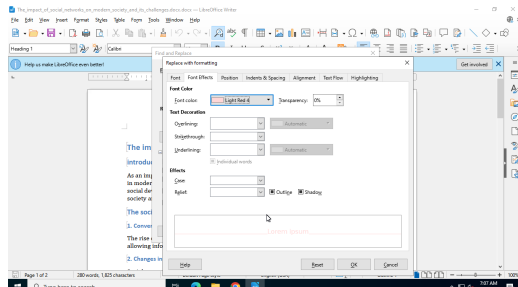 The_impact_of_social_networks_on_modern_society_and_its_challenges.docx.docx — LibreOffice Writer
File Edit View Insert Format Styles Table Form Tools Window Help
Heading 1 Calibri
Find and Replace
Help us make LibreOffice even better! Get involved
Replace with formatting
Font Font Effects Position Indents & Spacing Alignment Text Flow Highlighting
Font Color
Font color: Light Red 4 Transparency: 0%
Text Decoration
Overlining: Automatic
Strikethrough:
Underlining: Automatic
Individual words
Effects
Case:
Relief: Outline Shadow
Help Reset OK Cancel
The im
introduc
As an imp
in modern
social det
society a
The soci
1. Conver
The rise
allowing info
2. Changes in
Page 1 of 2 280 words, 1,825 characters English (USA) 100%
Type here to search 7:07 AM